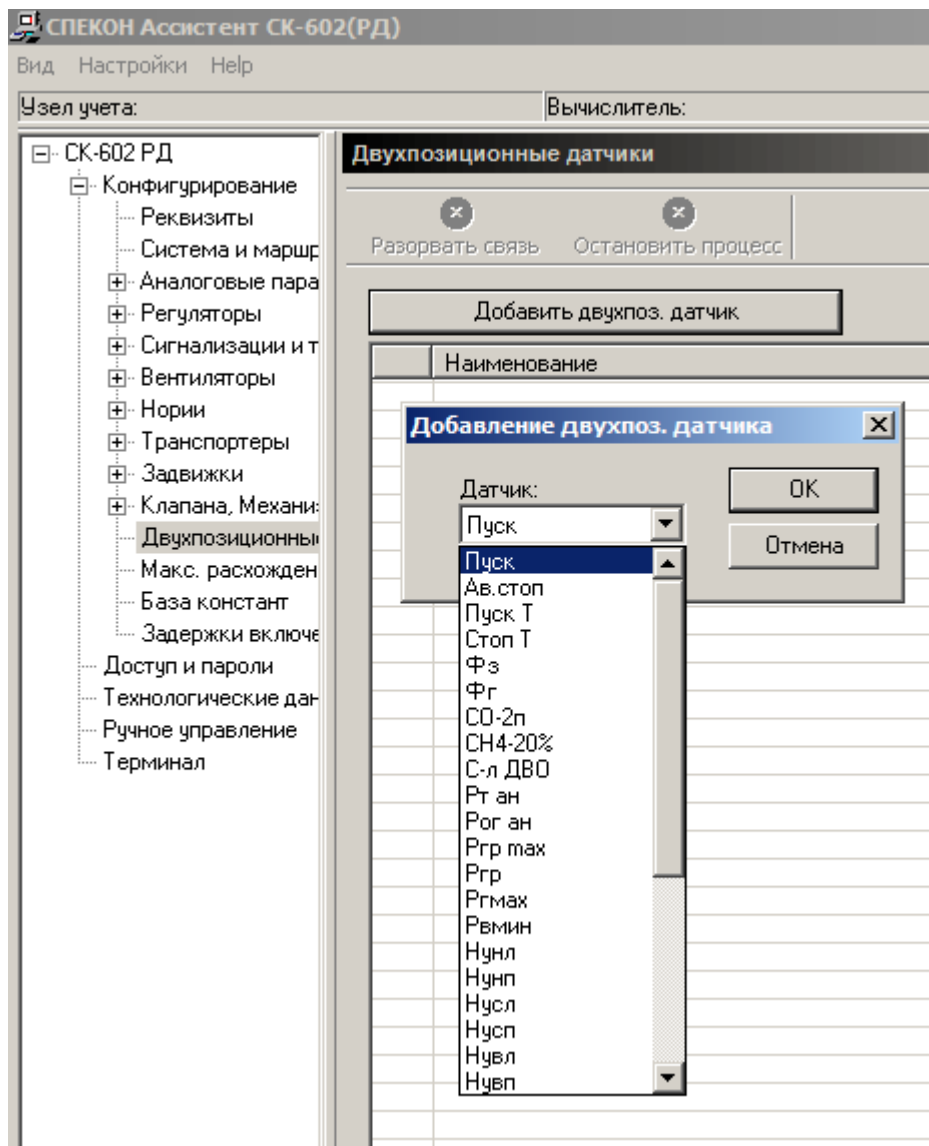 СПЕКОН Ассистент СК-602(РД)
Вид Настройки Help
Узел учета: Вычислитель:
СК-602 РД
Конфигурирование
Реквизиты
Система и маршр
Аналоговые пара
Регуляторы
Сигнализации и т
Вентиляторы
Нории
Транспортеры
Задвижки
Клапана, Механи
Двухпозиционны
Макс. расхожден
База констант
Задержки включе
Доступ и пароли
Технологические дан
Ручное управление
Терминал
Двухпозиционные датчики
Разорвать связь Остановить процесс
Добавить двухпоз. датчик
Наименование
Добавление двухпоз. датчика
Датчик:
Пуск
OK
Отмена
Пуск
Ав.стоп
Пуск Т
Стоп Т
Фз
Фг
СО-2п
СН4-20%
С-л ДВО
Рт ан
Рог ан
Ргр max
Ргр
Ргмах
Рвмин
Нунл
Нунп
Нусл
Нусп
Нувл
Нувп